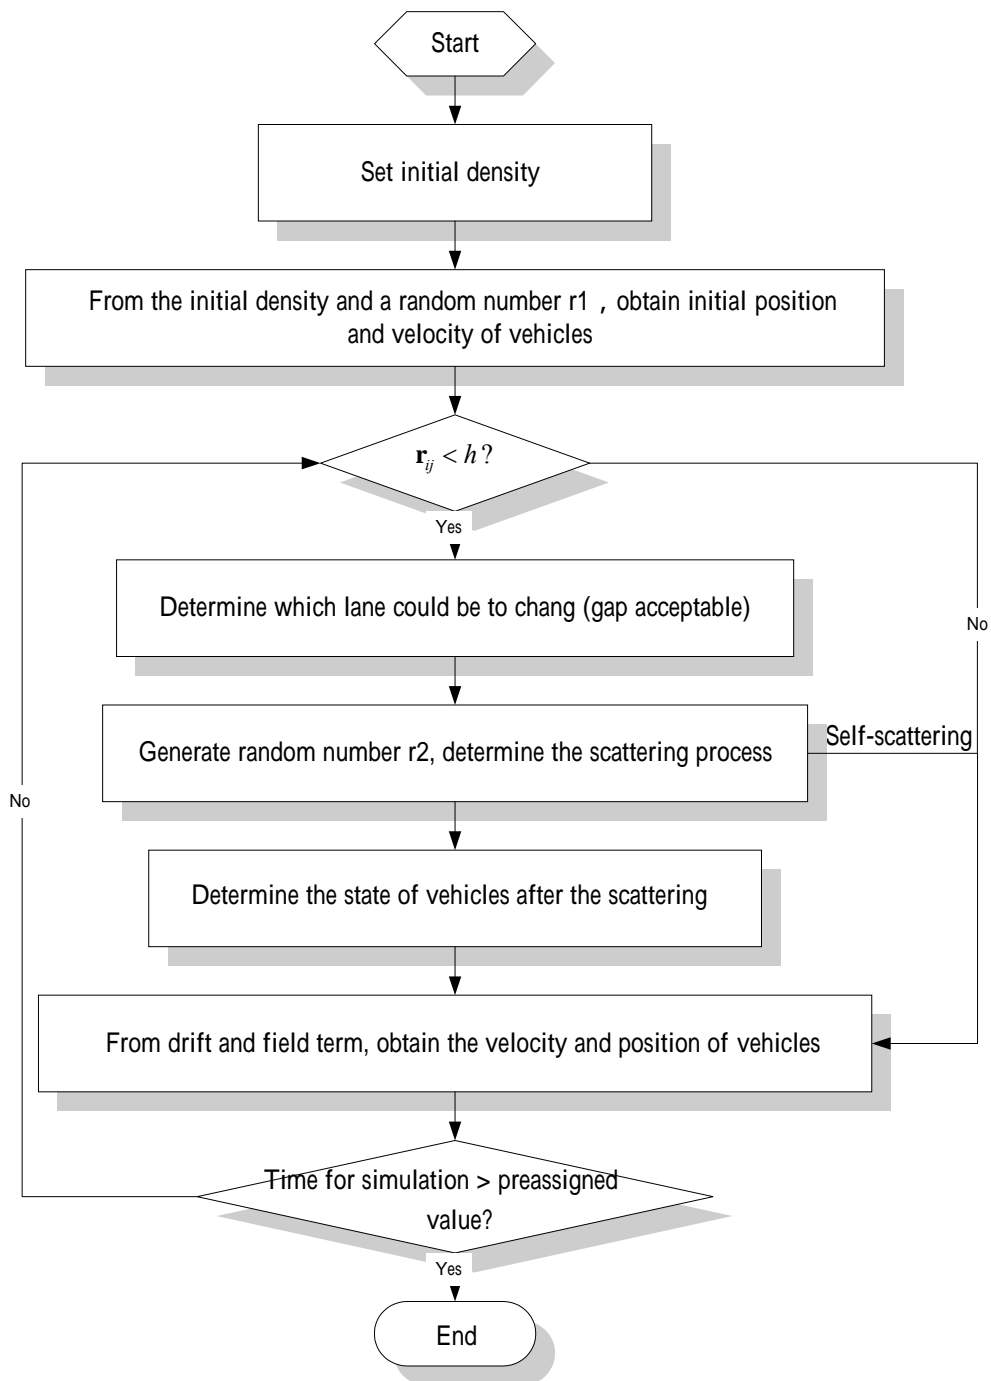 Start
Set initial density
From the initial density and a random number r1 , obtain initial position
and velocity of vehicles
r_ij < h ?
Yes
Determine which lane could be to chang (gap acceptable)
No
Generate random number r2, determine the scattering process
Self-scattering
No
Determine the state of vehicles after the scattering
From drift and field term, obtain the velocity and position of vehicles
Time for simulation > preassigned
value?
Yes
End